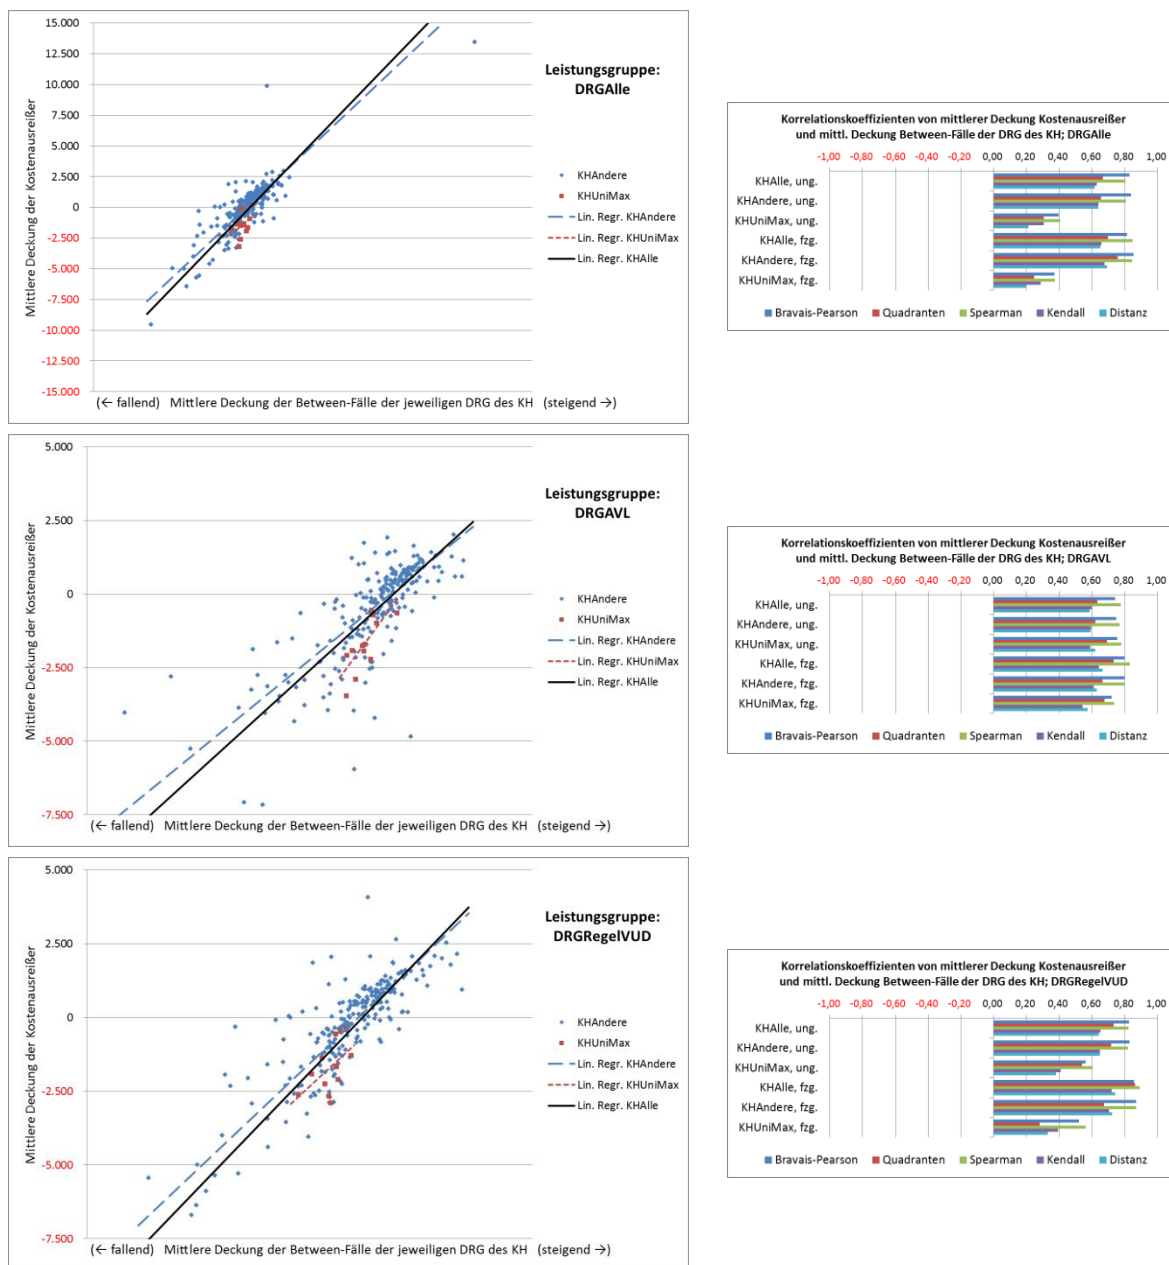 15.000
12.500
10.000
7.500
5.000
2.500
0
-2.500
-5.000
-7.500
-10.000
-12.500
-15.000
Mittlere Deckung der Kostenausreißer
(← fallend) Mittlere Deckung der Between-Fälle der jeweiligen DRG des KH (steigend →)
Leistungsgruppe:
DRGAlle
KHAndere
KHUniMax
Lin. Regr. KHAndere
Lin. Regr. KHUniMax
Lin. Regr. KHAlle
Korrelationskoeffizienten von mittlerer Deckung Kostenausreißer
und mittl. Deckung Between-Fälle der DRG des KH; DRGAlle
-1,00 -0,80 -0,60 -0,40 -0,20 0,00 0,20 0,40 0,60 0,80 1,00
KHAlle, ung.
KHAndere, ung.
KHUniMax, ung.
KHAlle, fzg.
KHAndere, fzg.
KHUniMax, fzg.
Bravais-Pearson Quadranten Spearman Kendall Distanz
5.000
2.500
0
-2.500
-5.000
-7.500
Mittlere Deckung der Kostenausreißer
(← fallend) Mittlere Deckung der Between-Fälle der jeweiligen DRG des KH (steigend →)
Leistungsgruppe:
DRGAVL
KHAndere
KHUniMax
Lin. Regr. KHAndere
Lin. Regr. KHUniMax
Lin. Regr. KHAlle
Korrelationskoeffizienten von mittlerer Deckung Kostenausreißer
und mittl. Deckung Between-Fälle der DRG des KH; DRGAVL
-1,00 -0,80 -0,60 -0,40 -0,20 0,00 0,20 0,40 0,60 0,80 1,00
KHAlle, ung.
KHAndere, ung.
KHUniMax, ung.
KHAlle, fzg.
KHAndere, fzg.
KHUniMax, fzg.
Bravais-Pearson Quadranten Spearman Kendall Distanz
5.000
2.500
0
-2.500
-5.000
-7.500
Mittlere Deckung der Kostenausreißer
(← fallend) Mittlere Deckung der Between-Fälle der jeweiligen DRG des KH (steigend →)
Leistungsgruppe:
DRGRegelVUD
KHAndere
KHUniMax
Lin. Regr. KHAndere
Lin. Regr. KHUniMax
Lin. Regr. KHAlle
Korrelationskoeffizienten von mittlerer Deckung Kostenausreißer
und mittl. Deckung Between-Fälle der DRG des KH; DRGRegelVUD
-1,00 -0,80 -0,60 -0,40 -0,20 0,00 0,20 0,40 0,60 0,80 1,00
KHAlle, ung.
KHAndere, ung.
KHUniMax, ung.
KHAlle, fzg.
KHAndere, fzg.
KHUniMax, fzg.
Bravais-Pearson Quadranten Spearman Kendall Distanz